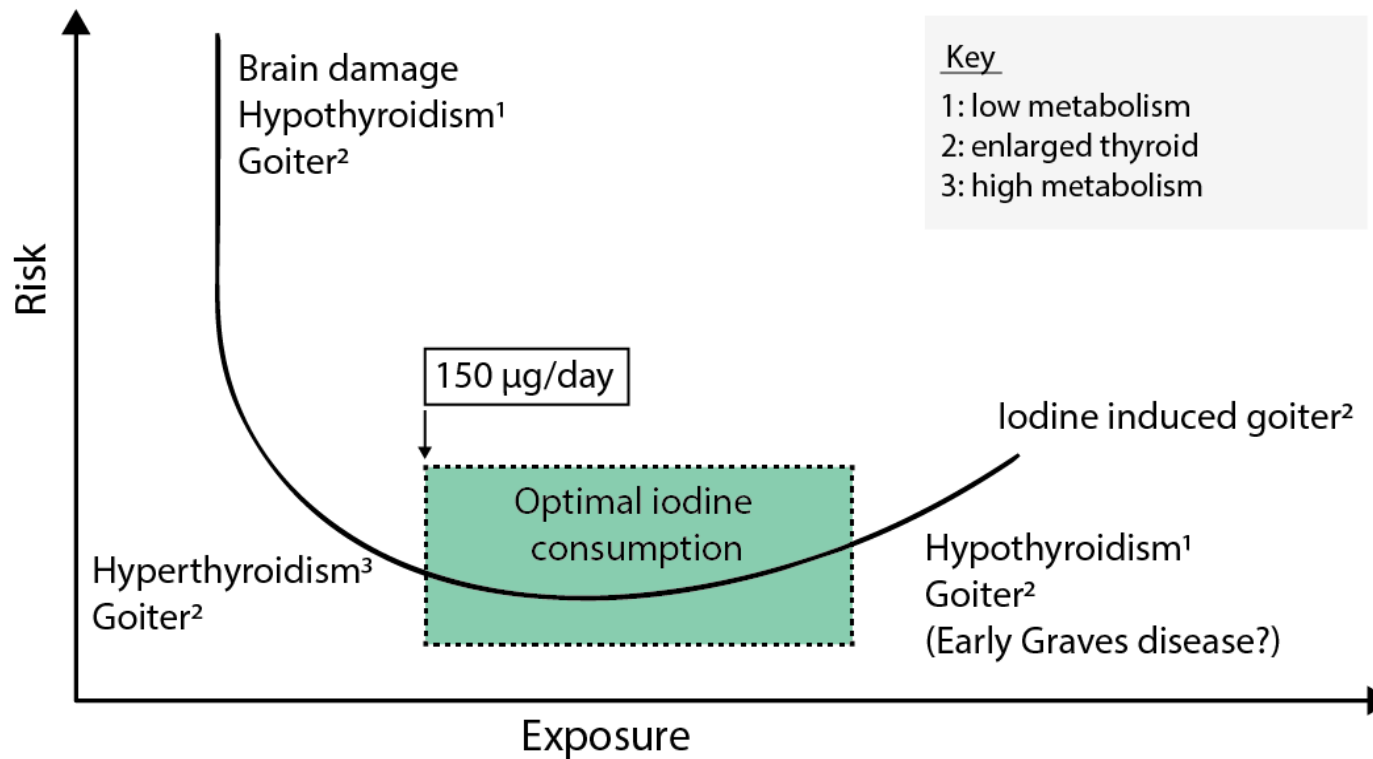 Brain damage
Hypothyroidism¹
Goiter²
Key
1: low metabolism
2: enlarged thyroid
3: high metabolism
Risk
150 µg/day
Iodine induced goiter²
Optimal iodine
consumption
Hyperthyroidism³
Goiter²
Hypothyroidism¹
Goiter²
(Early Graves disease?)
Exposure